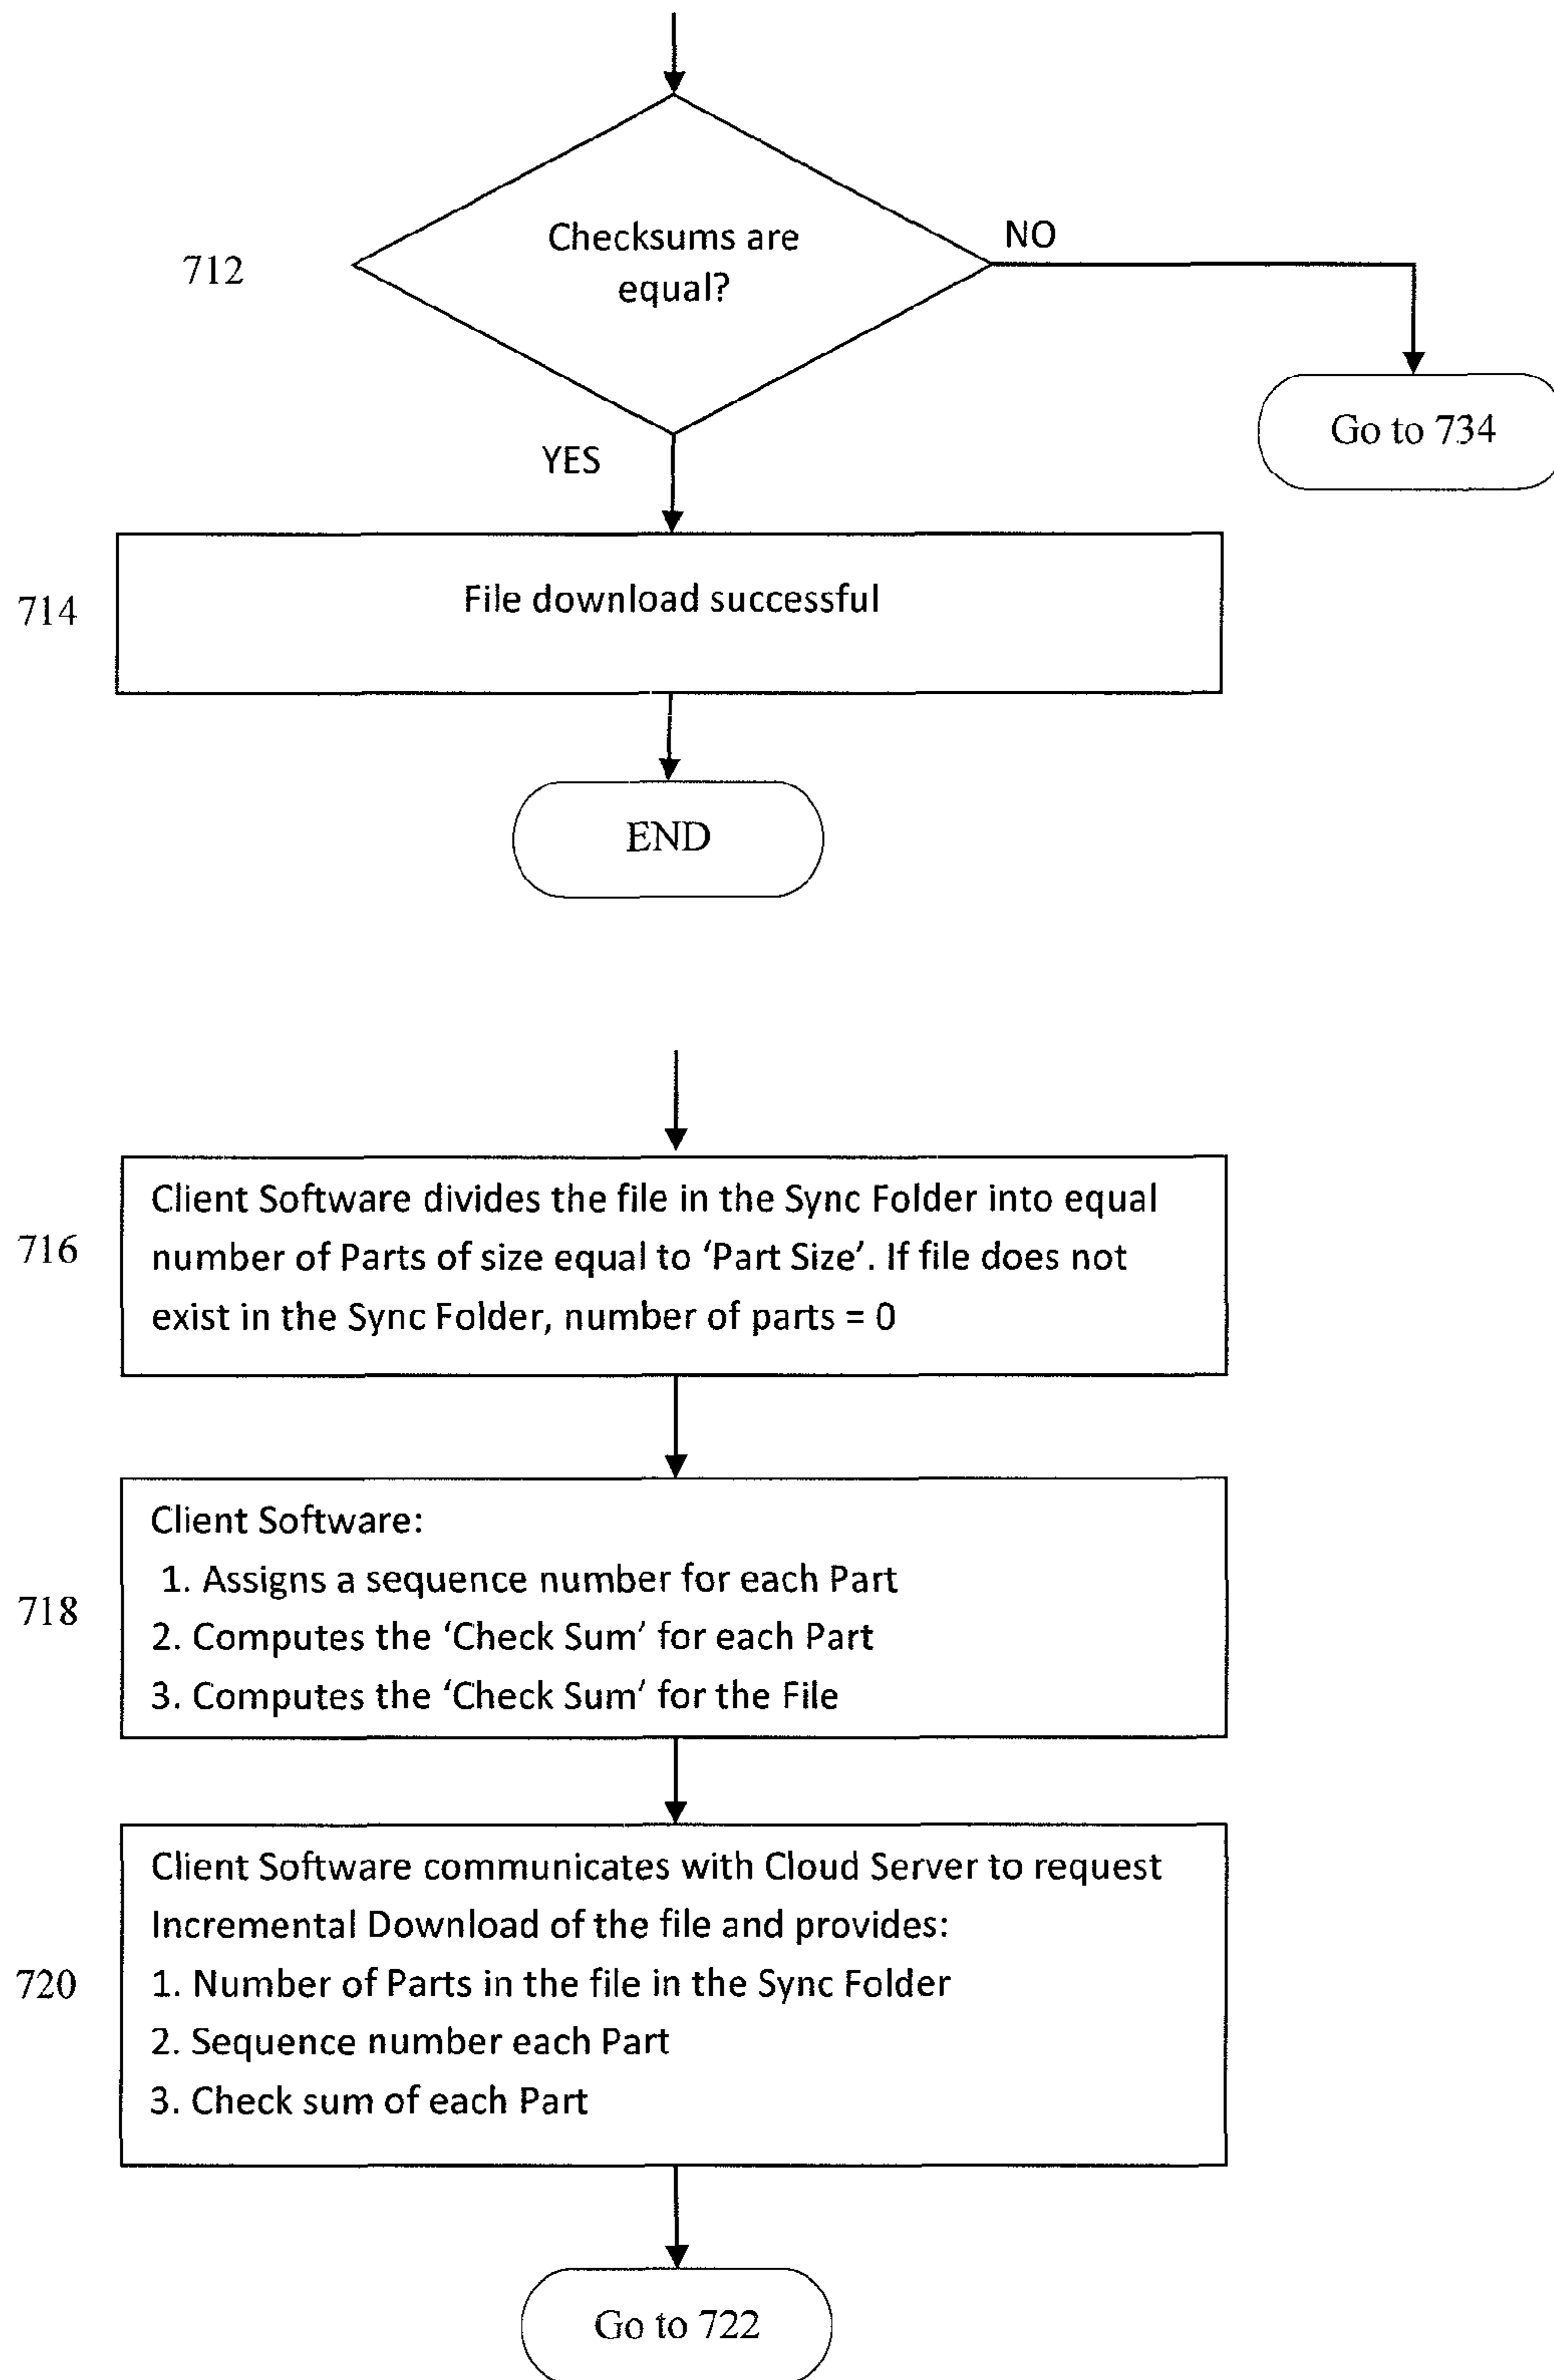 Checksums are
equal?
NO
712
Go to 734
YES
File download successful
714
END
Client Software divides the file in the Sync Folder into equal
number of Parts of size equal to ‘Part Size’. If file does not
exist in the Sync Folder, number of parts = 0
716
Client Software:
1. Assigns a sequence number for each Part
2. Computes the ‘Check Sum’ for each Part
3. Computes the ‘Check Sum’ for the File
718
Client Software communicates with Cloud Server to request
Incremental Download of the file and provides:
1. Number of Parts in the file in the Sync Folder
2. Sequence number each Part
3. Check sum of each Part
720
Go to 722